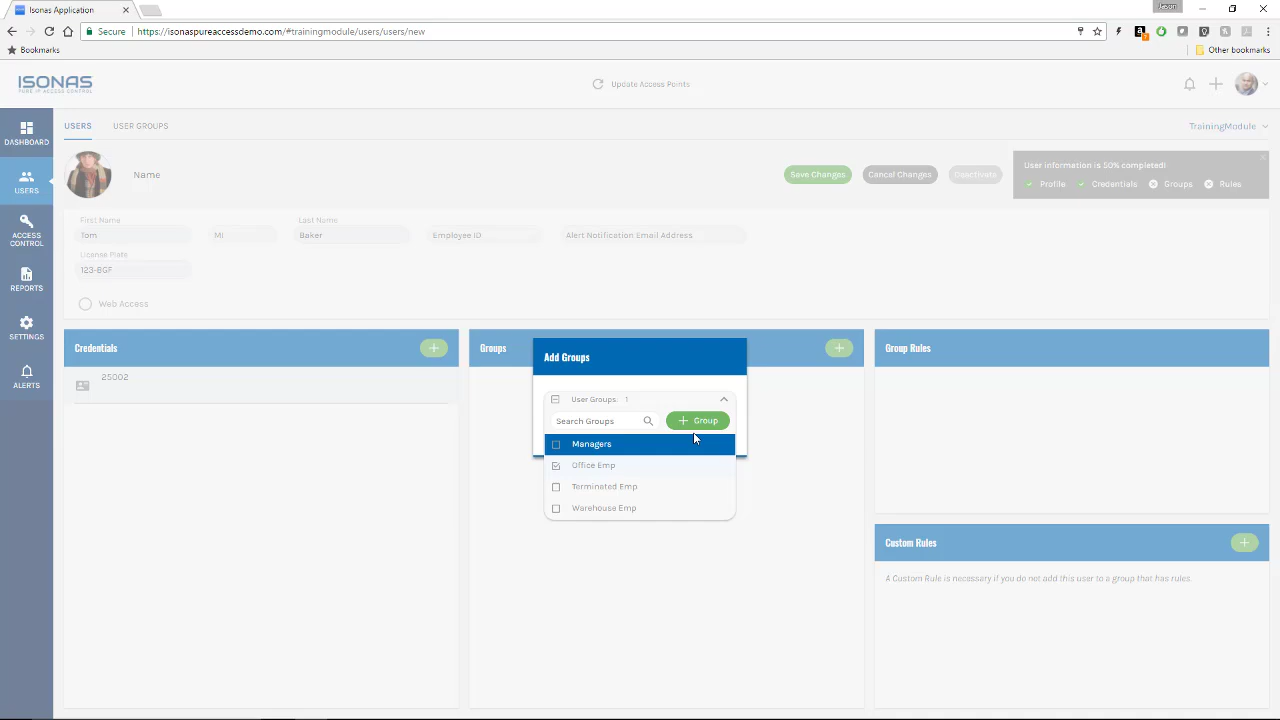 Isonas Application
Secure
https://isonaspureaccessdemo.com/#trainingmodule/users/users/new
Bookmarks
Other bookmarks
ISONAS
PURE IP ACCESS CONTROL
Update Access Points
DASHBOARD
USERS
ACCESS CONTROL
REPORTS
SETTINGS
ALERTS
USERS
USER GROUPS
TrainingModule
Name
Save Changes
Cancel Changes
Deactivate
User information is 50% completed!
Profile
Credentials
Groups
Rules
First Name
Tom
MI
Last Name
Baker
Employee ID
Alert Notification Email Address
License Plate
123-BGF
Web Access
Credentials
25002
Groups
Add Groups
User Groups 1
Search Groups
Group
Managers
Office Emp
Terminated Emp
Warehouse Emp
Group Rules
Custom Rules
A Custom Rule is necessary if you do not add this user to a group that has rules.